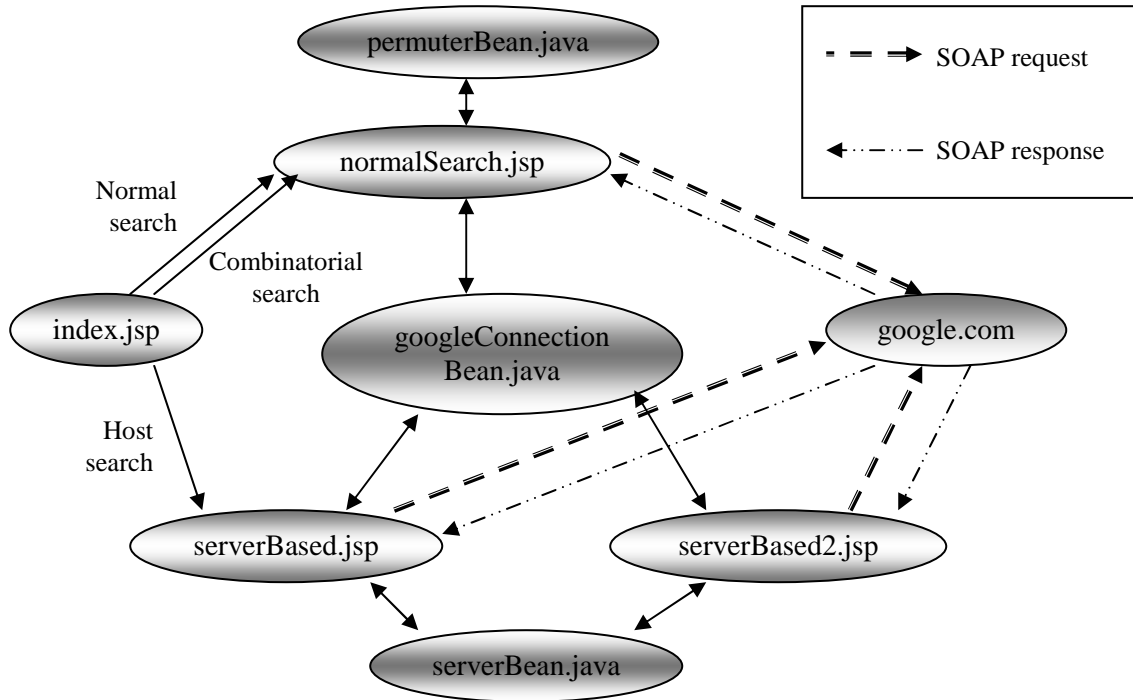 permuterBean.java
SOAP request
SOAP response
normalSearch.jsp
Normal
search
Combinatorial
search
index.jsp
googleConnection
Bean.java
google.com
Host
search
serverBased.jsp
serverBased2.jsp
serverBean.java